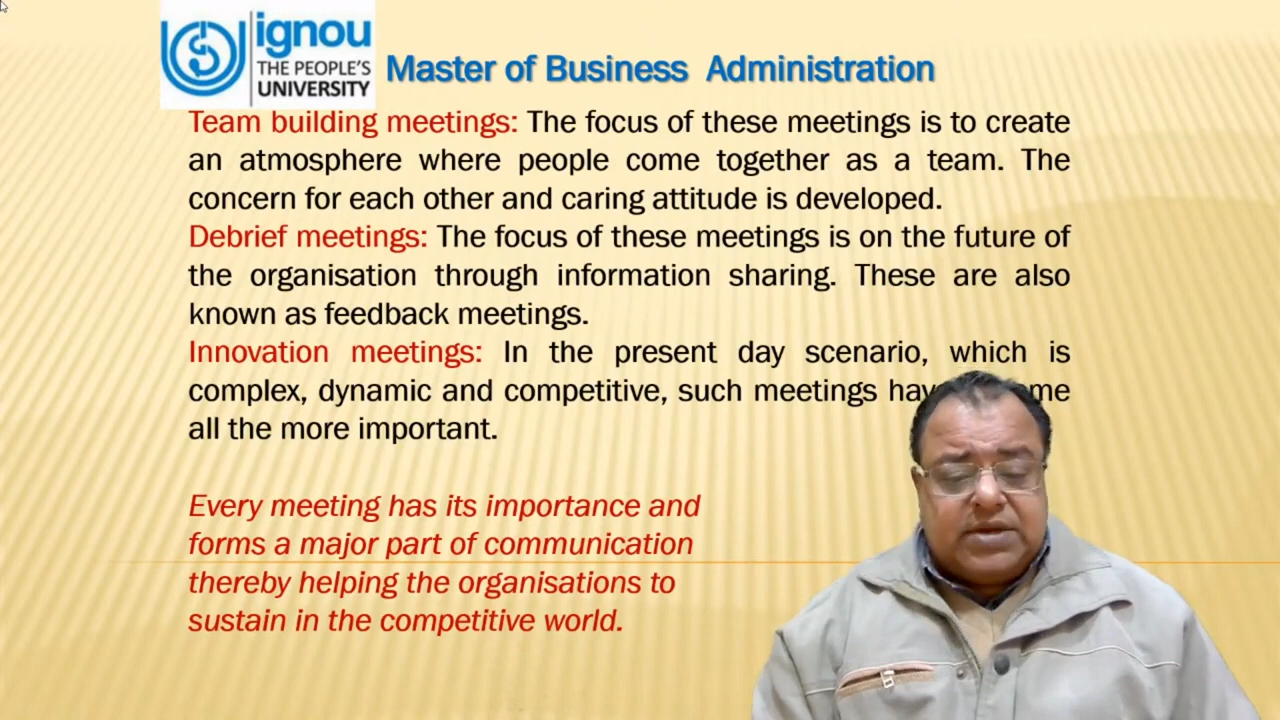 ignou
THE PEOPLE'S
UNIVERSITY
Master of Business Administration
Team building meetings: The focus of these meetings is to create
an atmosphere where people come together as a team. The
concern for each other and caring attitude is developed.
Debrief meetings: The focus of these meetings is on the future of
the organisation through information sharing. These are also
known as feedback meetings.
Innovation meetings: In the present day scenario, which is
complex, dynamic and competitive, such meetings
all the more important.
Every meeting has its importance and
forms a major part of communication
thereby helping the organisations to
sustain in the competitive world.